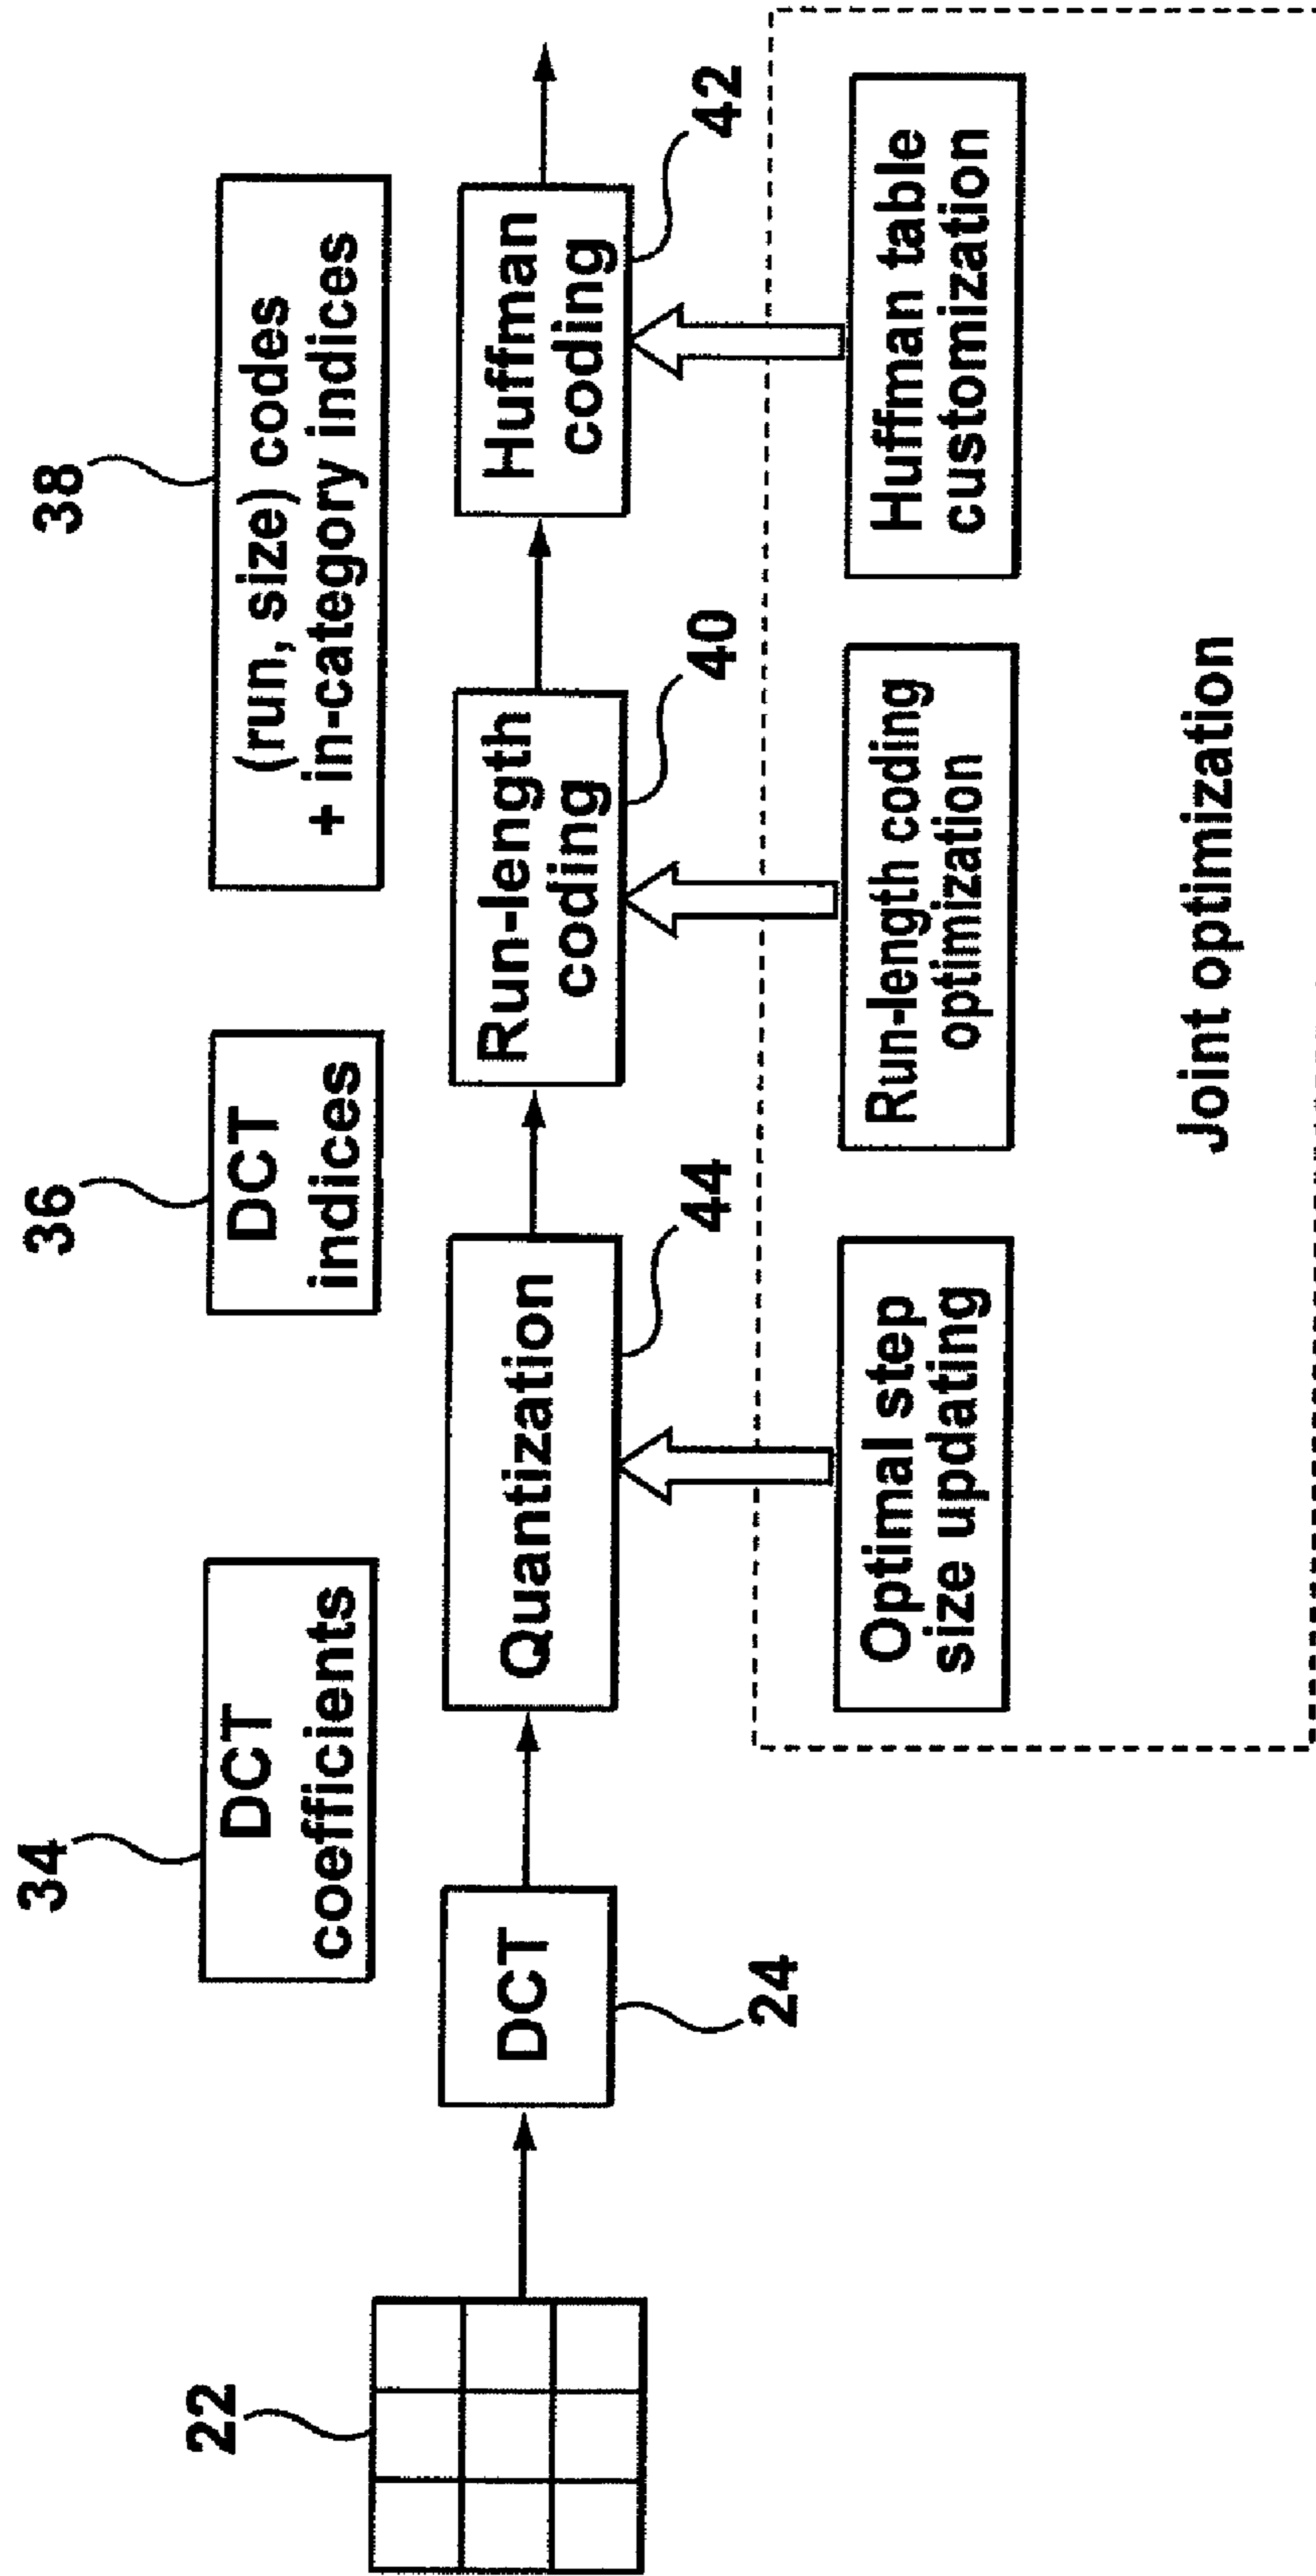 34
36
38
DCT
coefficients
DCT
indices
(run, size) codes
+ in-category indices
22
DCT
Quantization
Run-length
coding
Huffman
coding
24
44
40
42
Optimal step
size updating
Run-length coding
optimization
Huffman table
customization
Joint optimization